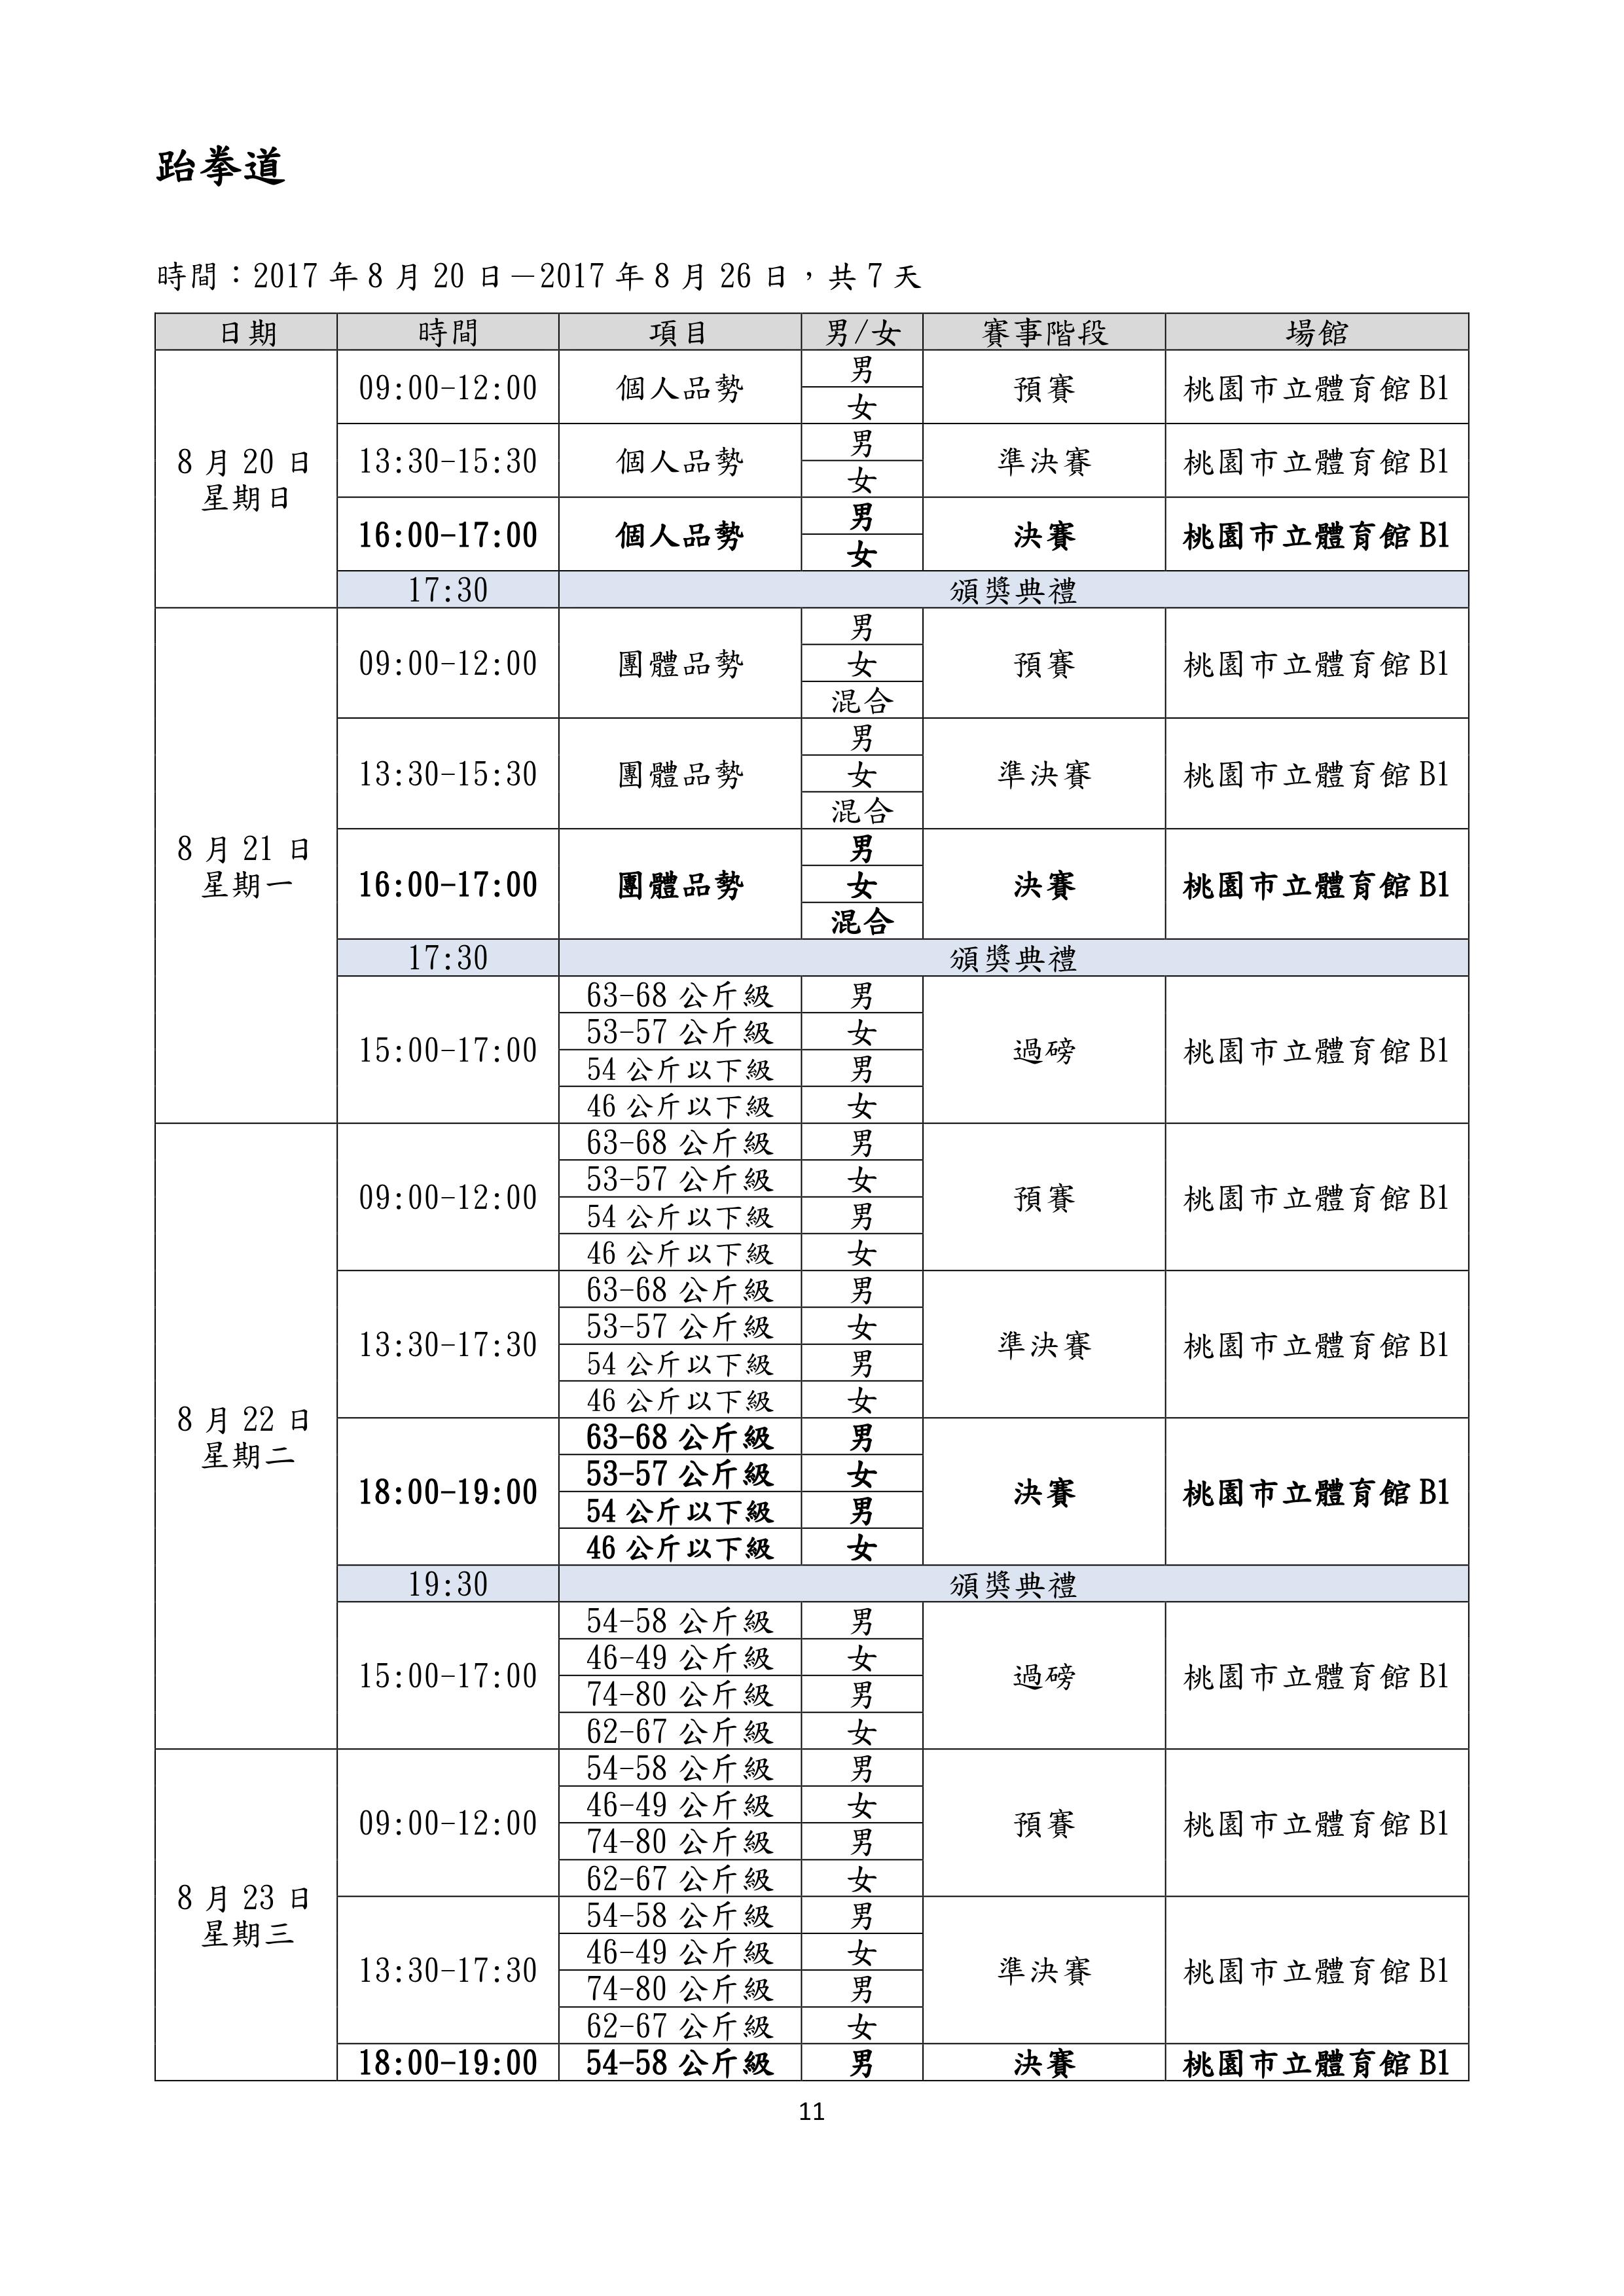 跆拳道
時間：2017 年 8 月 20 日－2017 年 8 月 26 日，共 7 天
日期 時間 項目 男/女 賽事階段 場館
8 月 20 日
星期日
09:00-12:00 個人品勢 男 預賽 桃園市立體育館 B1
女
13:30-15:30 個人品勢 男 準決賽 桃園市立體育館 B1
女
16:00-17:00 個人品勢 男 決賽 桃園市立體育館 B1
女
17:30 頒獎典禮
8 月 21 日
星期一
09:00-12:00 團體品勢 男 預賽 桃園市立體育館 B1
女
混合
13:30-15:30 團體品勢 男 準決賽 桃園市立體育館 B1
女
混合
16:00-17:00 團體品勢 男 決賽 桃園市立體育館 B1
女
混合
17:30 頒獎典禮
15:00-17:00 63-68 公斤級 男 過磅 桃園市立體育館 B1
53-57 公斤級 女
54 公斤以下級 男
46 公斤以下級 女
8 月 22 日
星期二
09:00-12:00 63-68 公斤級 男 預賽 桃園市立體育館 B1
53-57 公斤級 女
54 公斤以下級 男
46 公斤以下級 女
13:30-17:30 63-68 公斤級 男 準決賽 桃園市立體育館 B1
53-57 公斤級 女
54 公斤以下級 男
46 公斤以下級 女
18:00-19:00 63-68 公斤級 男 決賽 桃園市立體育館 B1
53-57 公斤級 女
54 公斤以下級 男
46 公斤以下級 女
19:30 頒獎典禮
15:00-17:00 54-58 公斤級 男 過磅 桃園市立體育館 B1
46-49 公斤級 女
74-80 公斤級 男
62-67 公斤級 女
8 月 23 日
星期三
09:00-12:00 54-58 公斤級 男 預賽 桃園市立體育館 B1
46-49 公斤級 女
74-80 公斤級 男
62-67 公斤級 女
13:30-17:30 54-58 公斤級 男 準決賽 桃園市立體育館 B1
46-49 公斤級 女
74-80 公斤級 男
62-67 公斤級 女
18:00-19:00 54-58 公斤級 男 決賽 桃園市立體育館 B1
11